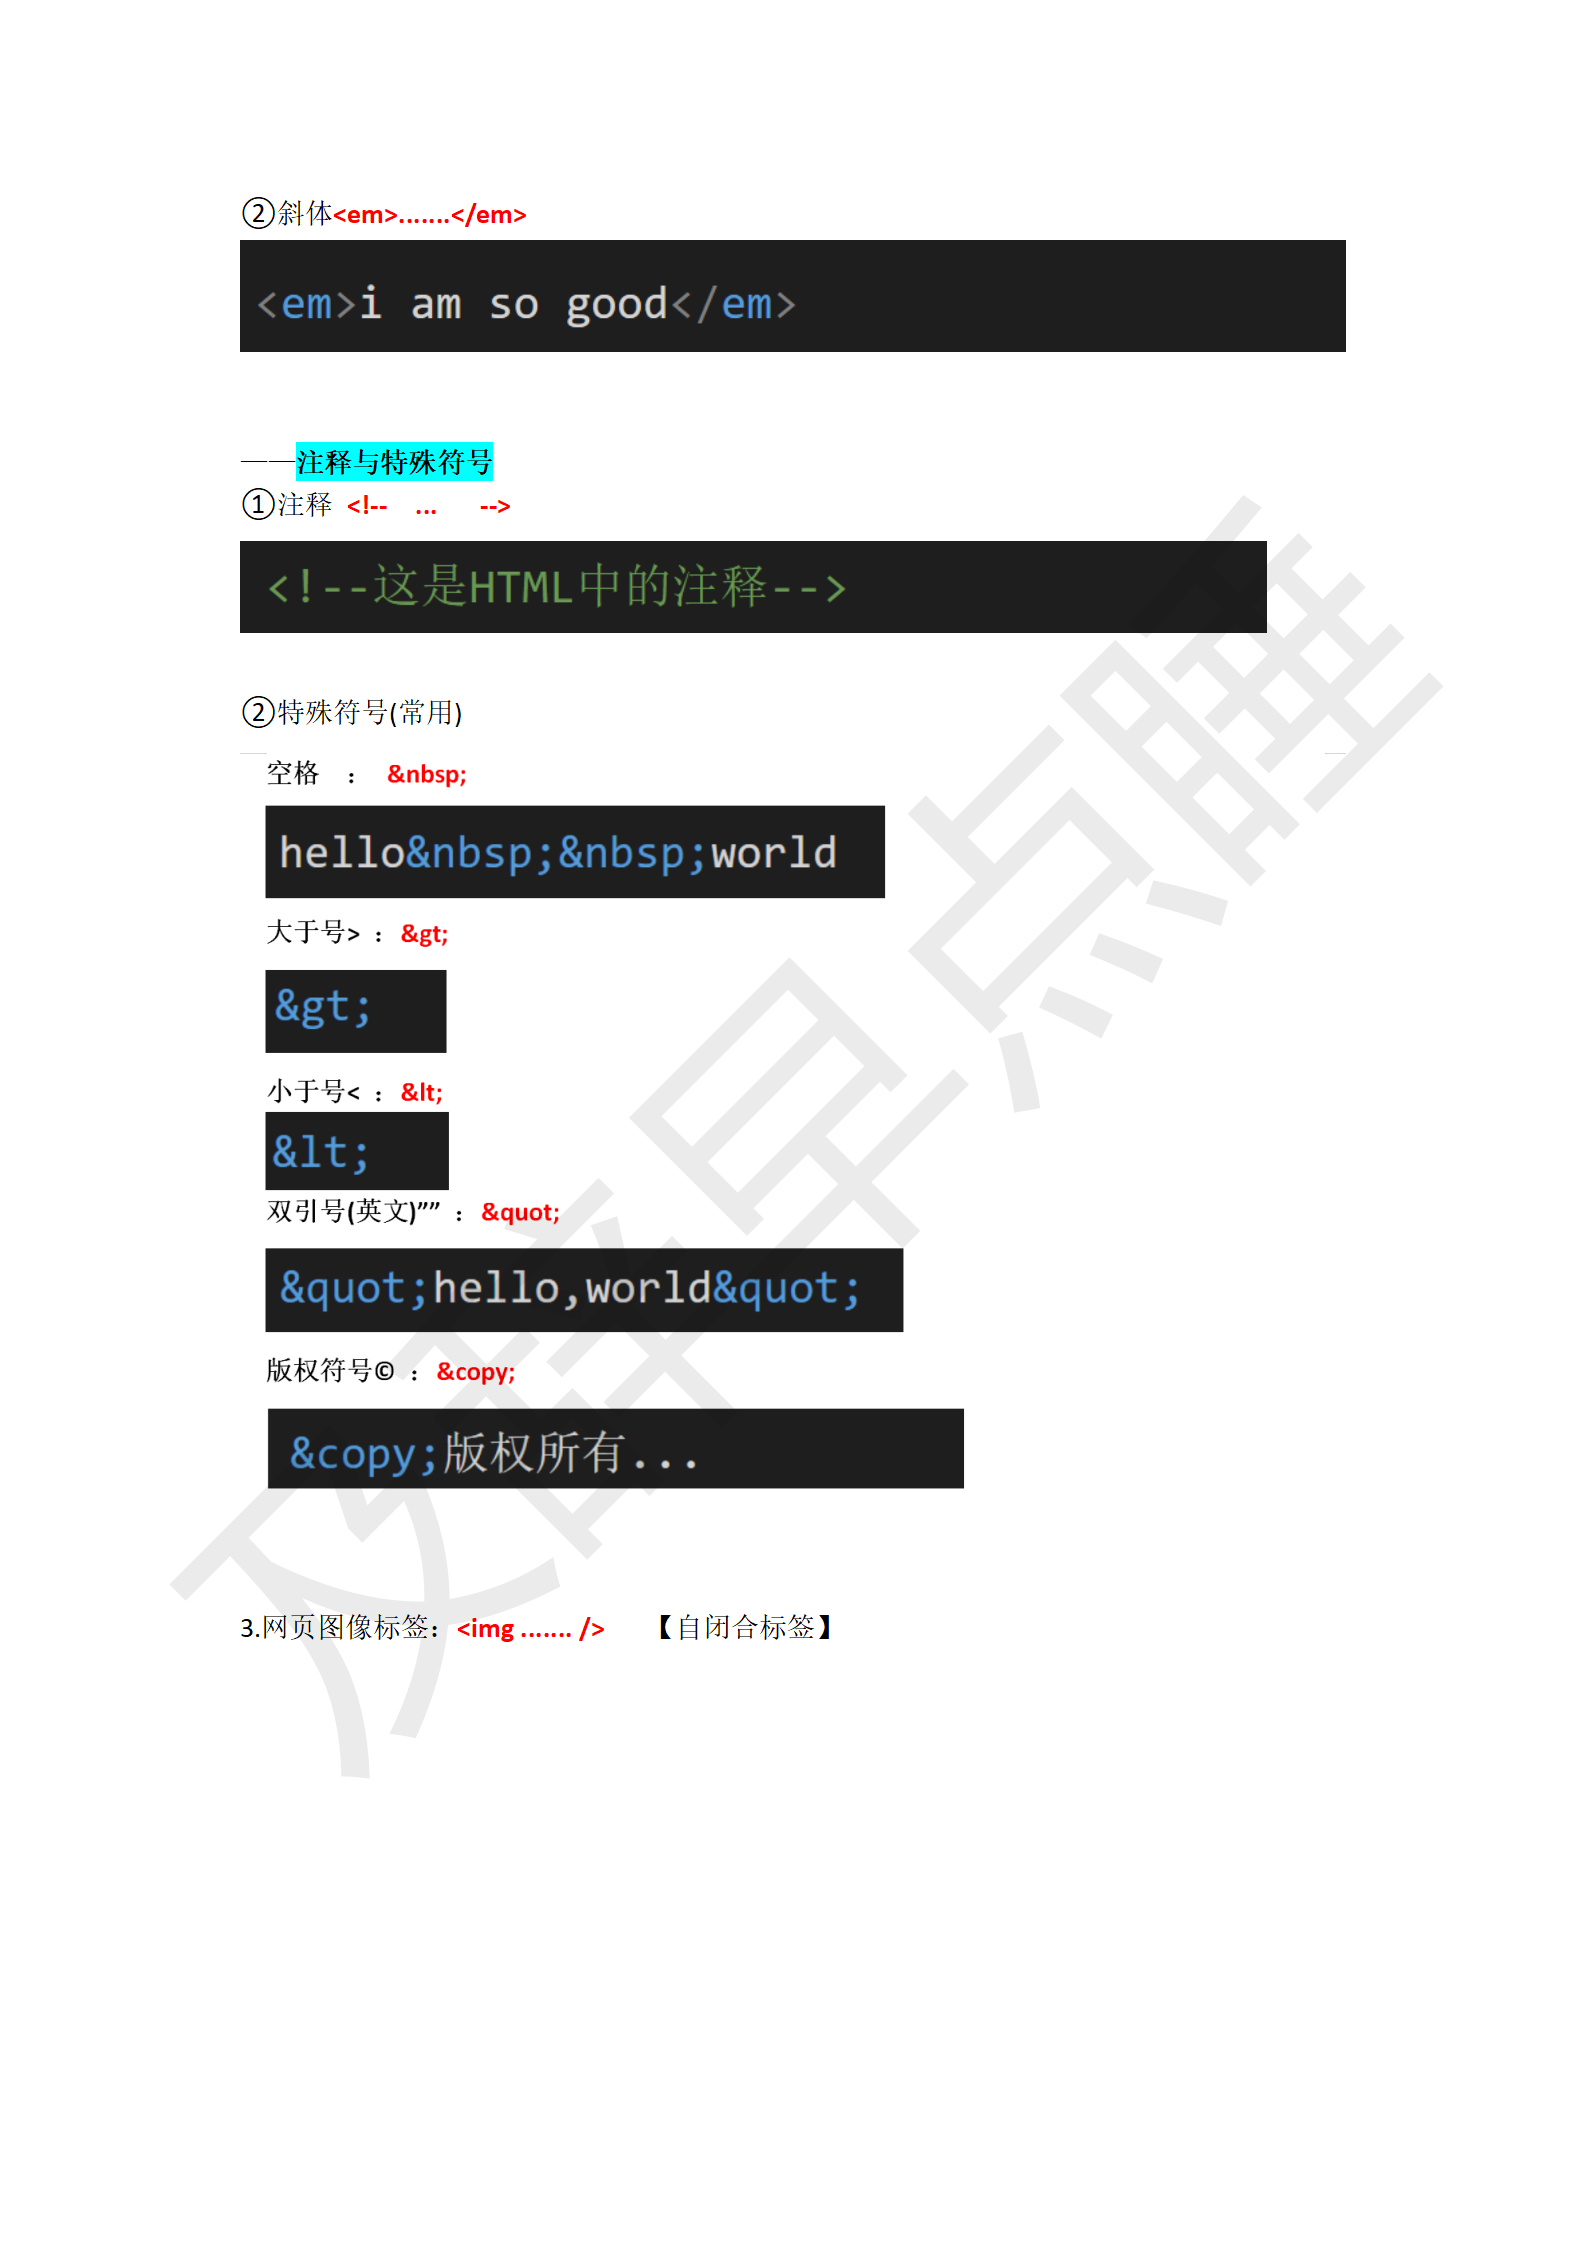 ②斜体<em>.......</em>
<em>i am so good</em>
——注释与特殊符号
①注释 <!-- ... -->
<!--这是HTML中的注释-->
②特殊符号(常用)
空格 ： &nbsp;
hello&nbsp;&nbsp;world
大于号> ：&gt;
&gt;
小于号< ：&lt;
&lt;
双引号(英文)”” ：&quot;
&quot;hello,world&quot;
版权符号© ：&copy;
&copy;版权所有...
3.网页图像标签：<img ....... /> 【自闭合标签】